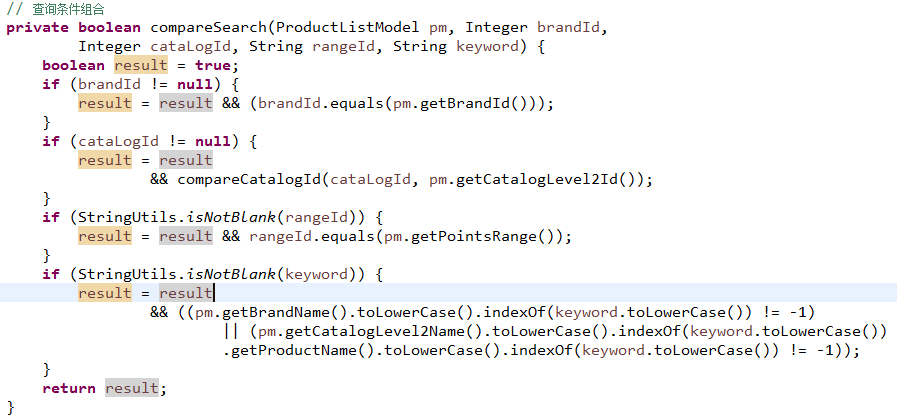 // 查询条件组合
private boolean compareSearch(ProductListModel pm, Integer brandId,
        Integer cataLogId, String rangeId, String keyword) {
    boolean result = true;
    if (brandId != null) {
        result = result && (brandId.equals(pm.getBrandId()));
    }
    if (cataLogId != null) {
        result = result
                && compareCatalogId(cataLogId, pm.getCatalogLevel2Id());
    }
    if (StringUtils.isNotBlank(rangeId)) {
        result = result && rangeId.equals(pm.getPointsRange());
    }
    if (StringUtils.isNotBlank(keyword)) {
        result = result
                && ((pm.getBrandName().toLowerCase().indexOf(keyword.toLowerCase()) != -1)
                        || (pm.getCatalogLevel2Name().toLowerCase().indexOf(keyword.toLowerCase())
                        .getProductName().toLowerCase().indexOf(keyword.toLowerCase()) != -1));
    }
    return result;
}